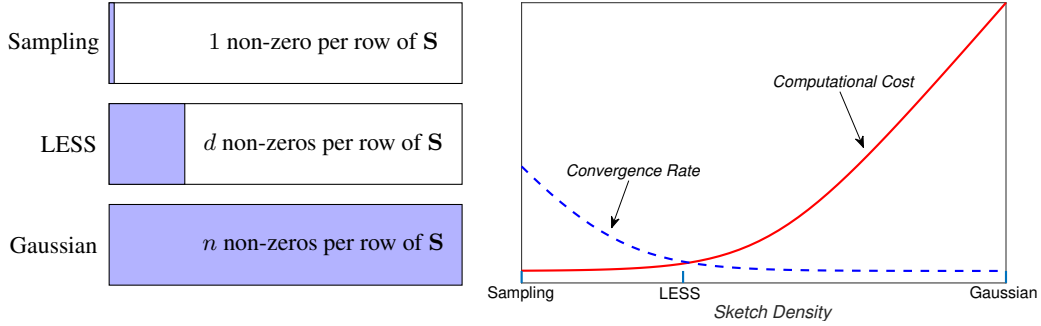 Sampling
1 non-zero per row of S
LESS
d non-zeros per row of S
Gaussian
n non-zeros per row of S
Computational Cost
Convergence Rate
Sampling
LESS
Gaussian
Sketch Density